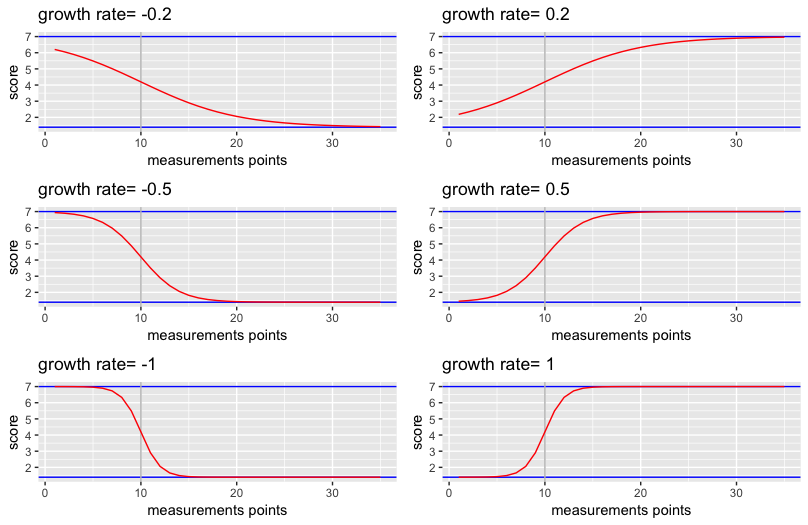 growth rate= -0.2
7
6
5
4
3
2
score
0 10 20 30
measurements points
growth rate= 0.2
7
6
5
4
3
2
score
0 10 20 30
measurements points
growth rate= -0.5
7
6
5
4
3
2
score
0 10 20 30
measurements points
growth rate= 0.5
7
6
5
4
3
2
score
0 10 20 30
measurements points
growth rate= -1
7
6
5
4
3
2
score
0 10 20 30
measurements points
growth rate= 1
7
6
5
4
3
2
score
0 10 20 30
measurements points